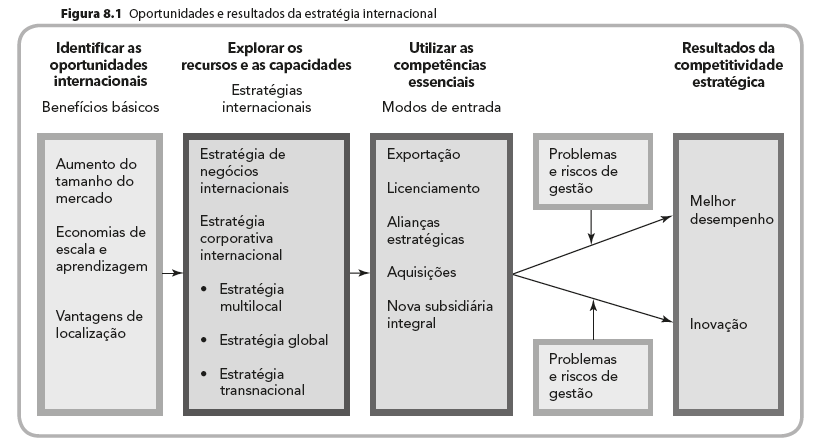 Figura 8.1 Oportunidades e resultados da estratégia internacional
Identificar as
oportunidades
internacionais
Benefícios básicos
Aumento do
tamanho do
mercado
Economias de
escala e
aprendizagem
Vantagens de
localização
Explorar os
recursos e as capacidades
Estratégias
internacionais
Estratégia de
negócios
internacionais
Estratégia
corporativa
internacional
• Estratégia
multilocal
• Estratégia global
• Estratégia
transnacional
Utilizar as
competências
essenciais
Modos de entrada
Exportação
Licenciamento
Alianças
estratégicas
Aquisições
Nova subsidiária
integral
Problemas
e riscos de
gestão
Problemas
e riscos de
gestão
Resultados da
competitividade
estratégica
Melhor
desempenho
Inovação